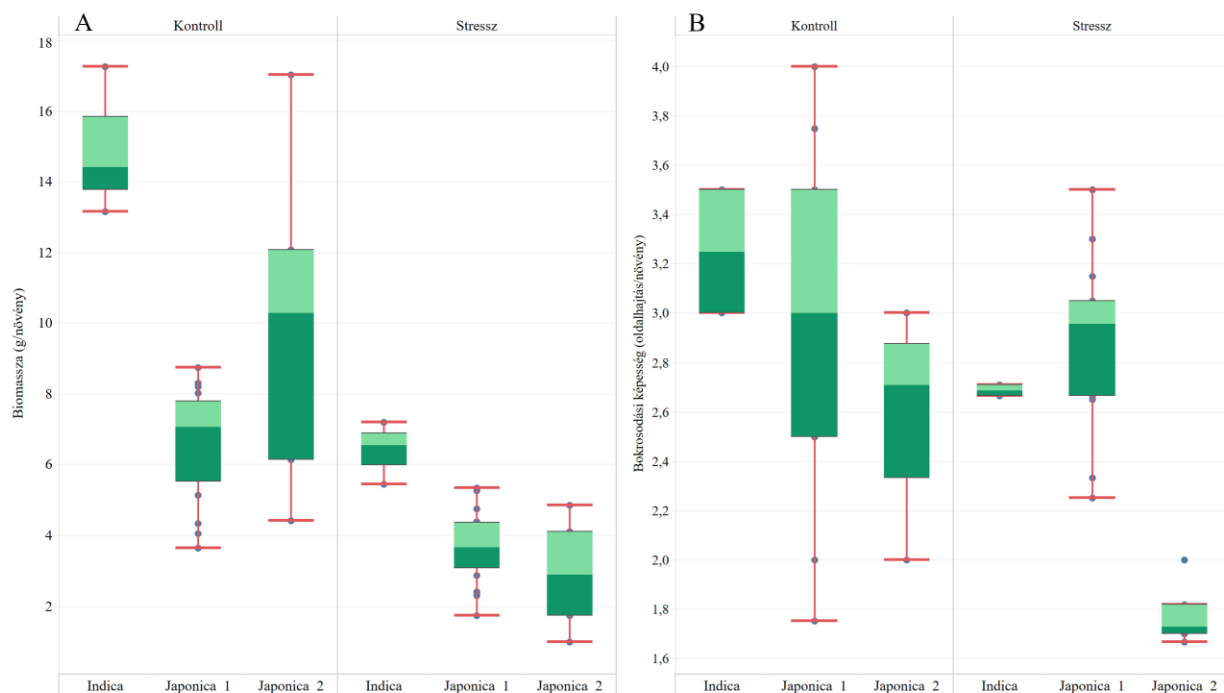 A
Kontroll
Stressz
Biomassza (g/növény)
18
16
14
12
10
8
6
4
2
Indica
Japonica 1
Japonica 2
Indica
Japonica 1
Japonica 2
B
Kontroll
Stressz
Bokrosodási képesség (oldalhajtás/növény)
4,0
3,8
3,6
3,4
3,2
3,0
2,8
2,6
2,4
2,2
2,0
1,8
1,6
Indica
Japonica 1
Japonica 2
Indica
Japonica 1
Japonica 2